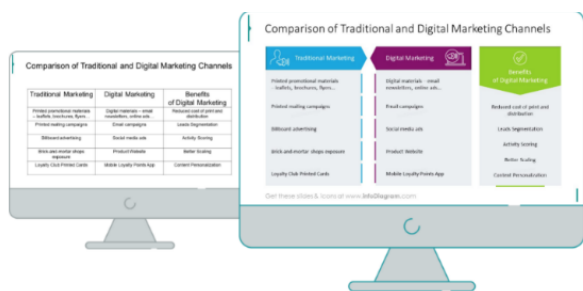 Comparison of Traditional and Digital Marketing Channels
Traditional Marketing
Digital Marketing
Benefits
of Digital Marketing
Printed promotional materials
– leaflets, brochures, flyers...
Digital materials – email
newsletters, online ads...
Reduced cost of print and
distribution
Printed mailing campaigns
Email campaigns
Leads Segmentation
Billboard advertising
Social media ads
Activity Scoring
Brick and mortar shops
exposure
Product Website
Better Scaling
Loyalty Club Printed Cards
Mobile Loyalty Points App
Content Personalization
Comparison of Traditional and Digital Marketing Channels
Traditional Marketing
Digital Marketing
Benefits
of Digital Marketing
Printed promotional materials
– leaflets, brochures, flyers...
Digital materials – email
newsletters, online ads...
Reduced cost of print and
distribution
Printed mailing campaigns
Email campaigns
Leads Segmentation
Billboard advertising
Social media ads
Activity Scoring
Brick and mortar shops exposure
Product Website
Better Scaling
Loyalty Club Printed Cards
Mobile Loyalty Points App
Content Personalization
Get these slides & icons at www.infoDiagram.com